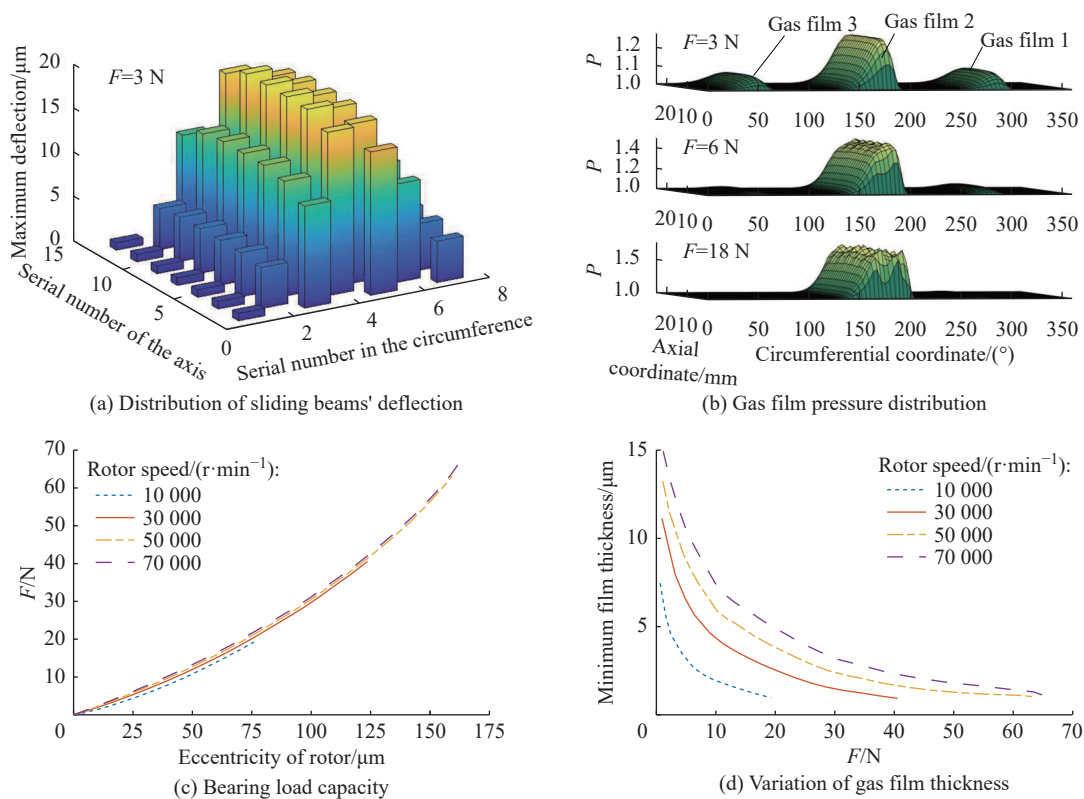 20
15
10
5
0
Maximum deflection/μm
F=3 N
15
10
5
0
Serial number of the axis
2
4
6
8
Serial number in the circumference
(a) Distribution of sliding beams' deflection
Gas film 3
Gas film 2
Gas film 1
P
1.2
1.1
1.0
F=3 N
2010 0 50 100 150 200 250 300 350
1.4
1.2
1.0
F=6 N
2010 0 50 100 150 200 250 300 350
P
1.5
1.0
F=18 N
2010 0 50 100 150 200 250 300 350
Axial
coordinate/mm
Circumferential coordinate/(°)
(b) Gas film pressure distribution
70
60
50
40
30
20
10
0
F/N
Rotor speed/(r·min⁻¹):
10 000
30 000
50 000
70 000
25 50 75 100 125 150 175
Eccentricity of rotor/μm
(c) Bearing load capacity
15
10
5
Minimum film thickness/μm
Rotor speed/(r·min⁻¹):
10 000
30 000
50 000
70 000
0 10 20 30 40 50 60 70
F/N
(d) Variation of gas film thickness